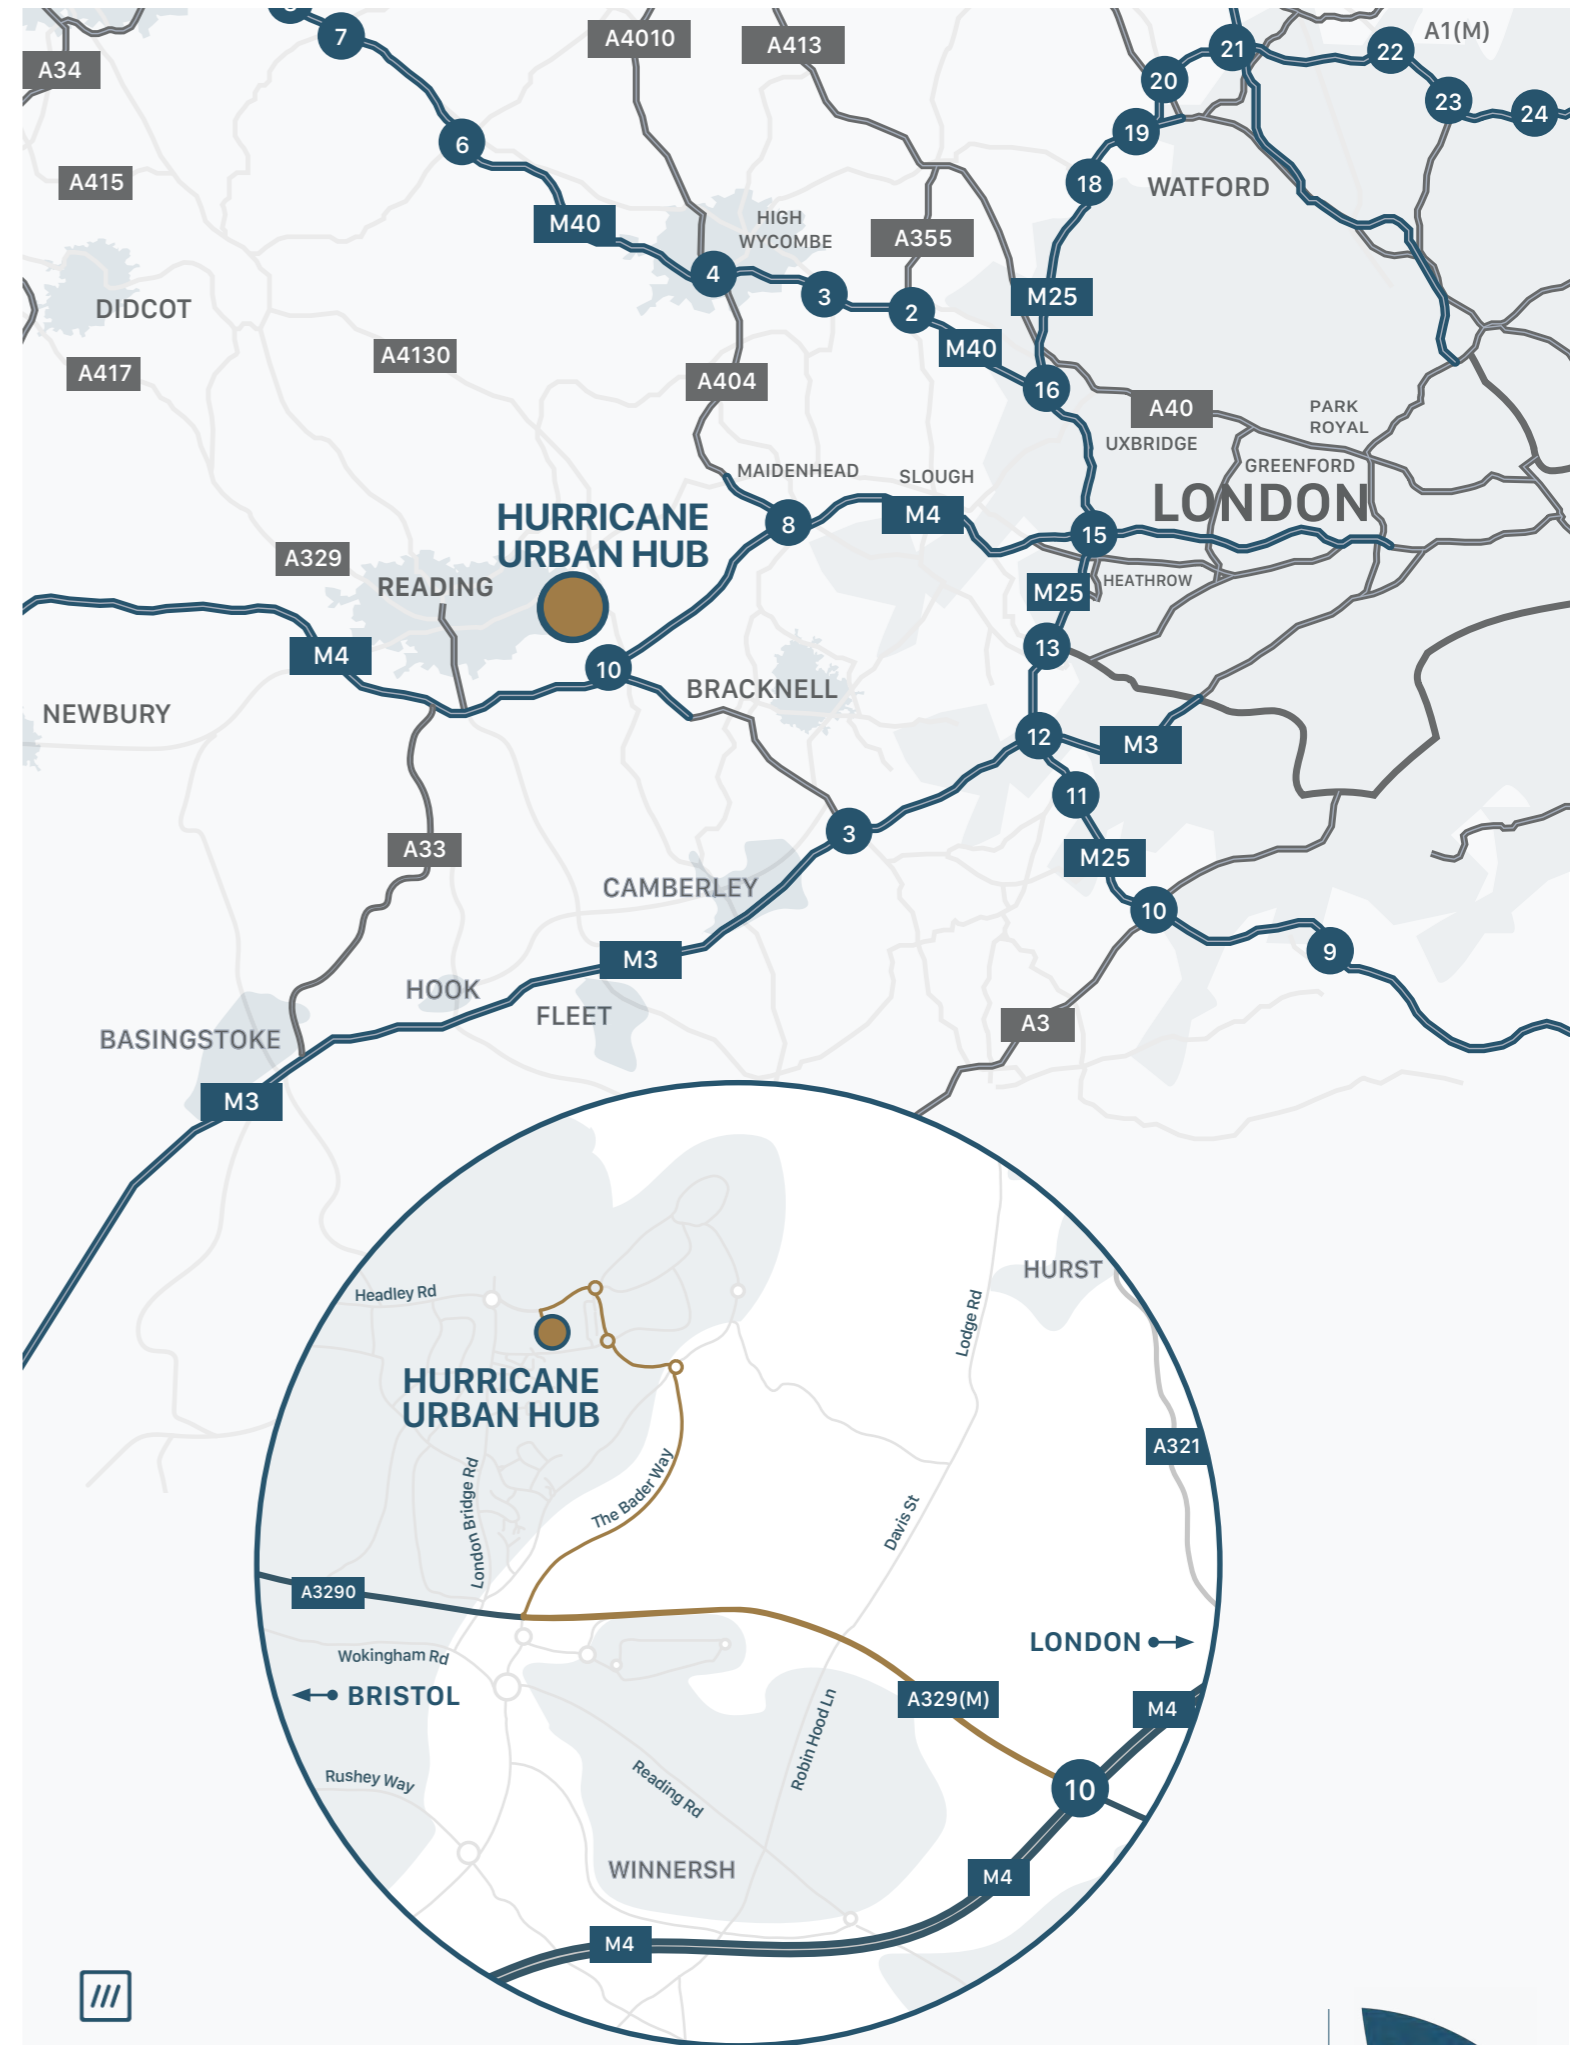 7
A4010
A413
21
22
A1(M)
A34
20
23
24
6
19
A415
18
WATFORD
M40
HIGH
WYCOMBE
A355
4
3
2
M25
DIDCOT
M40
A4130
A417
A404
16
A40
PARK
ROYAL
UXBRIDGE
GREENFORD
MAIDENHEAD
SLOUGH
LONDON
HURRICANE
URBAN HUB
8
M4
15
A329
READING
HEATHROW
M25
M4
10
13
BRACKNELL
NEWBURY
12
M3
11
3
A33
M25
CAMBERLEY
10
9
M3
HOOK
FLEET
A3
BASINGSTOKE
M3
HURST
Headley Rd
Lodge Rd
HURRICANE
URBAN HUB
A321
London Bridge Rd
The Bader Way
Davis St
A3290
LONDON
Wokingham Rd
BRISTOL
A329(M)
M4
Robin Hood Ln
Rushey Way
Reading Rd
10
WINNERSH
M4
M4